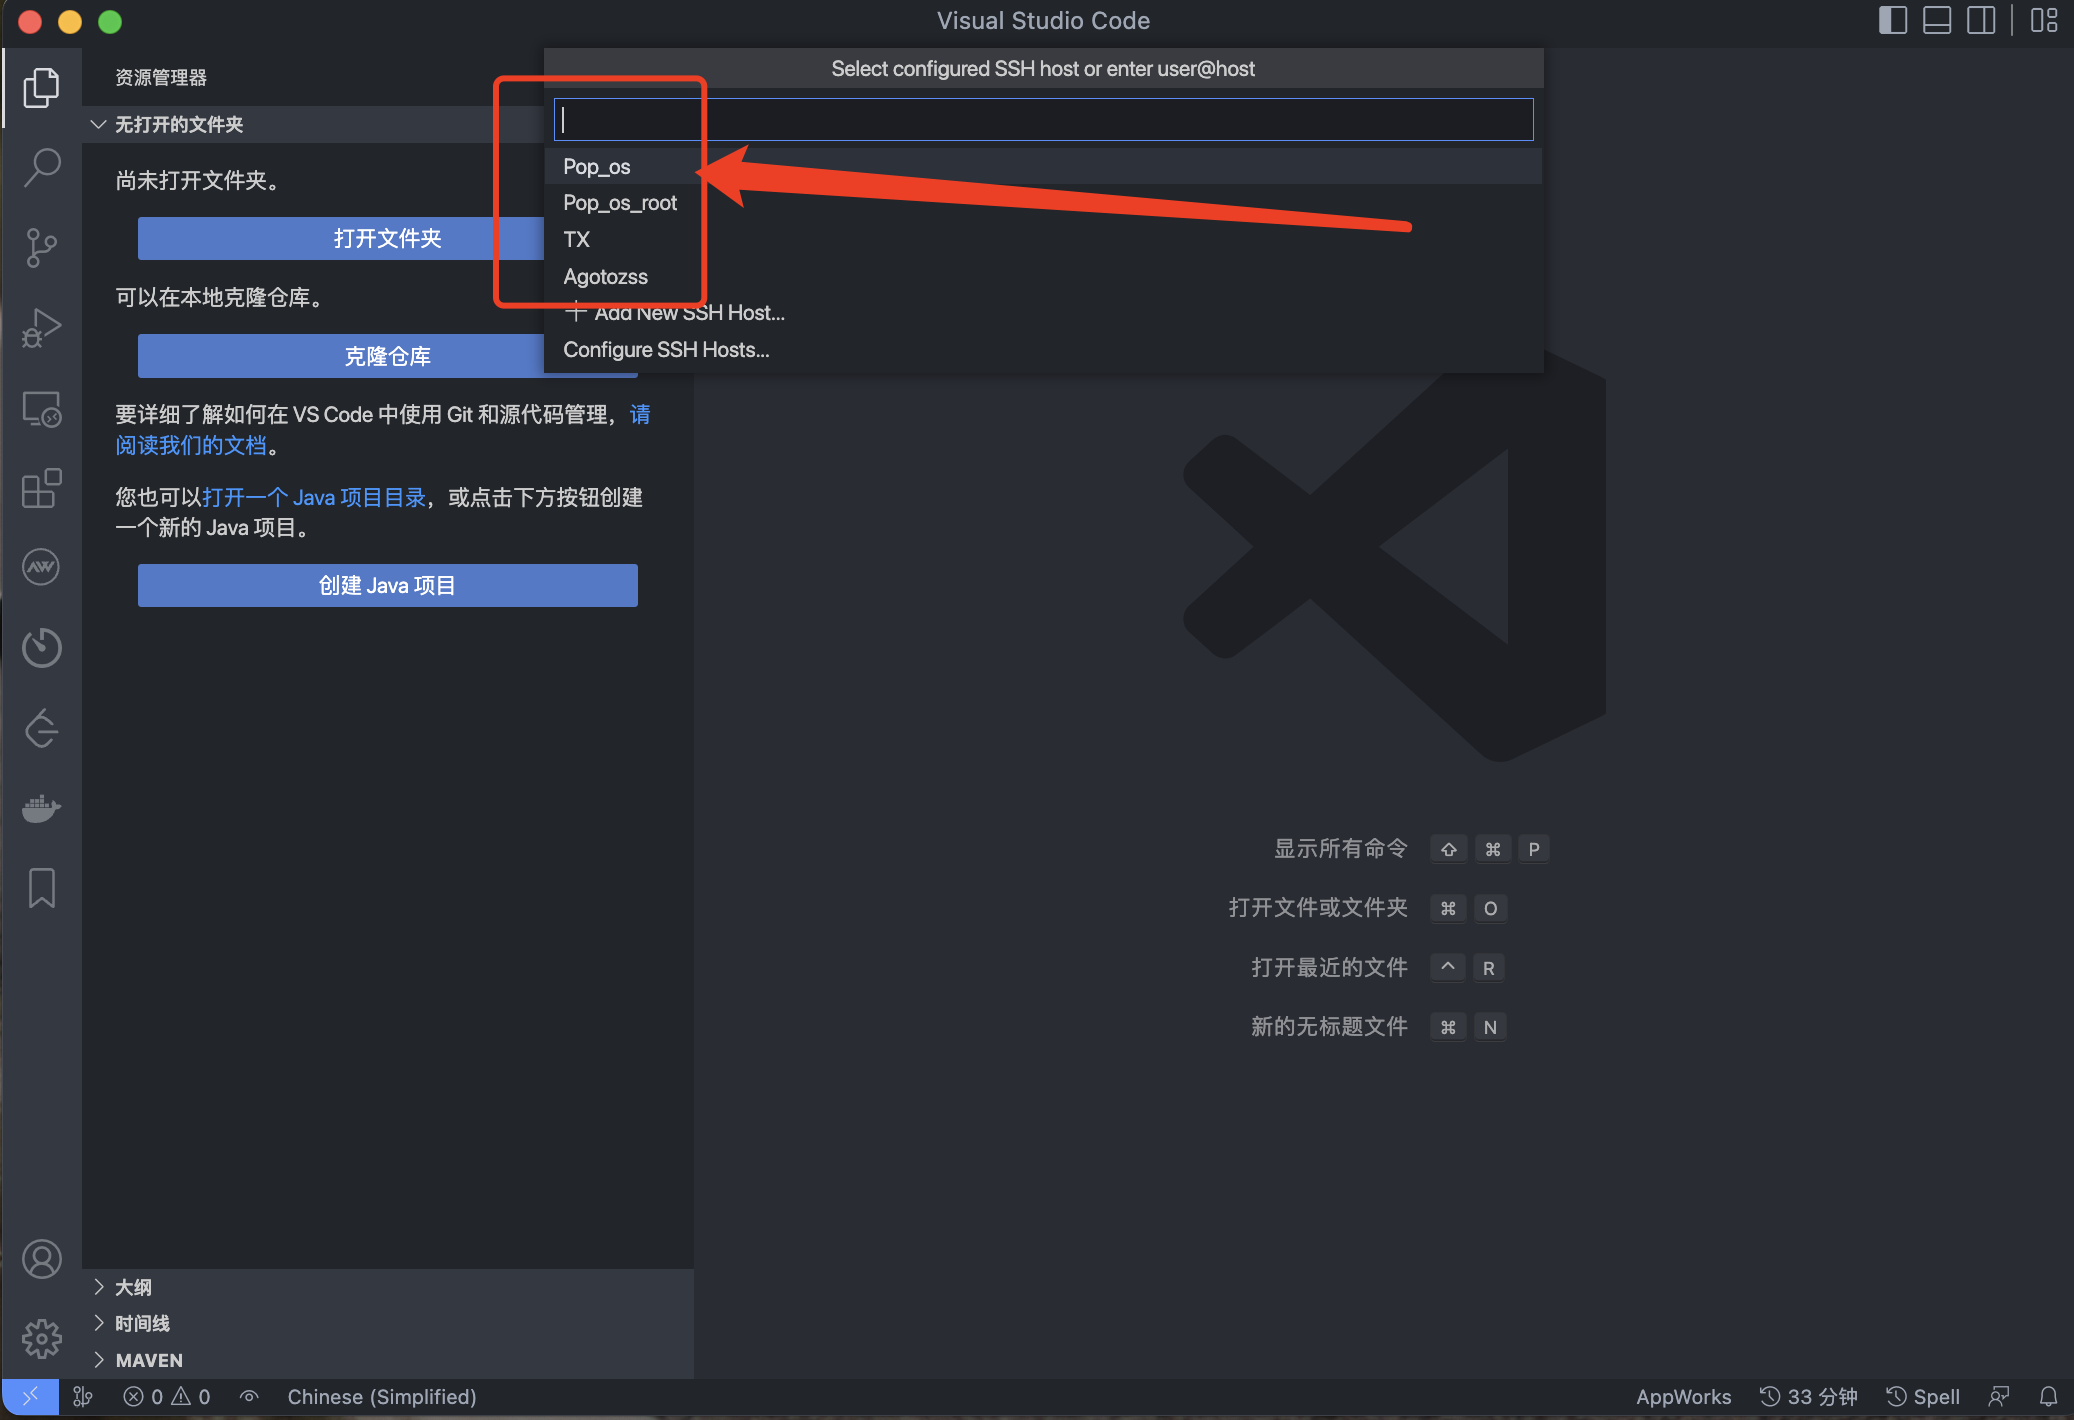 Visual Studio Code
资源管理器
无打开的文件夹
尚未打开文件夹。
打开文件夹
可以在本地克隆仓库。
克隆仓库
要详细了解如何在 VS Code 中使用 Git 和源代码管理，请
阅读我们的文档。
您也可以打开一个 Java 项目目录，或点击下方按钮创建
一个新的 Java 项目。
创建 Java 项目
Select configured SSH host or enter user@host
Pop_os
Pop_os_root
TX
Agotozss
Add New SSH Host...
Configure SSH Hosts...
显示所有命令 ⇧ ⌘ P
打开文件或文件夹 ⌘ O
打开最近的文件 ^ R
新的无标题文件 ⌘ N
大纲
时间线
MAVEN
0 0 Chinese (Simplified) AppWorks 33 分钟 Spell